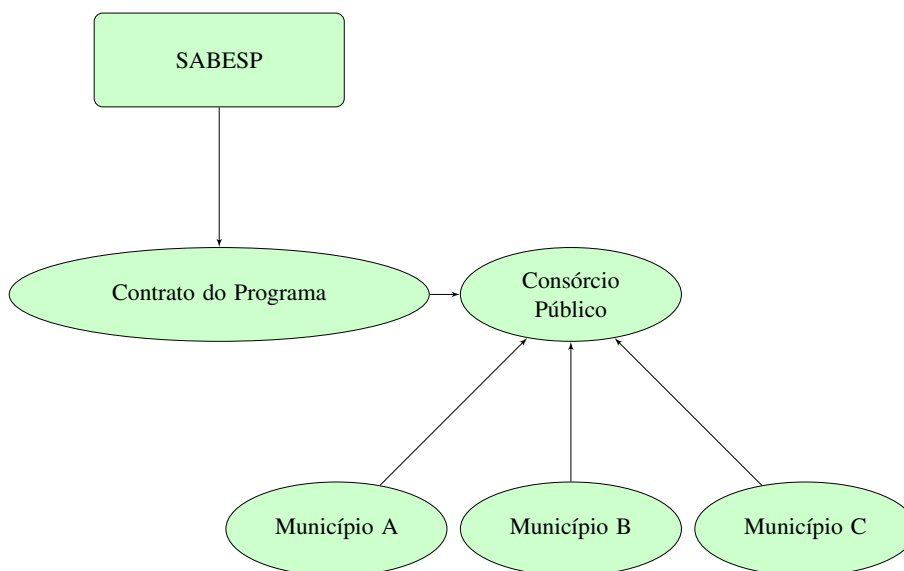 SABESP
Contrato do Programa
Consórcio
Público
Município A
Município B
Município C